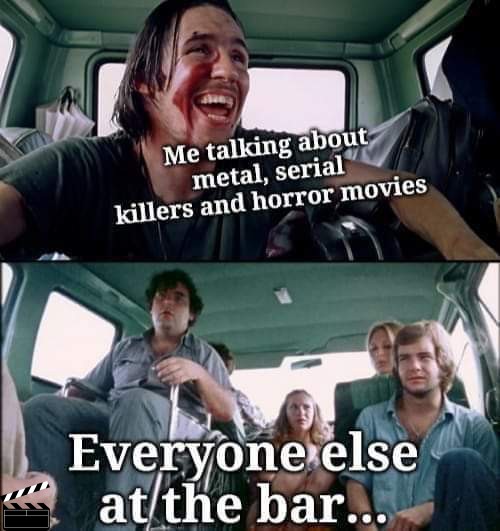 Me talking about
metal, serial
killers and horror movies
Everyone else
at the bar...